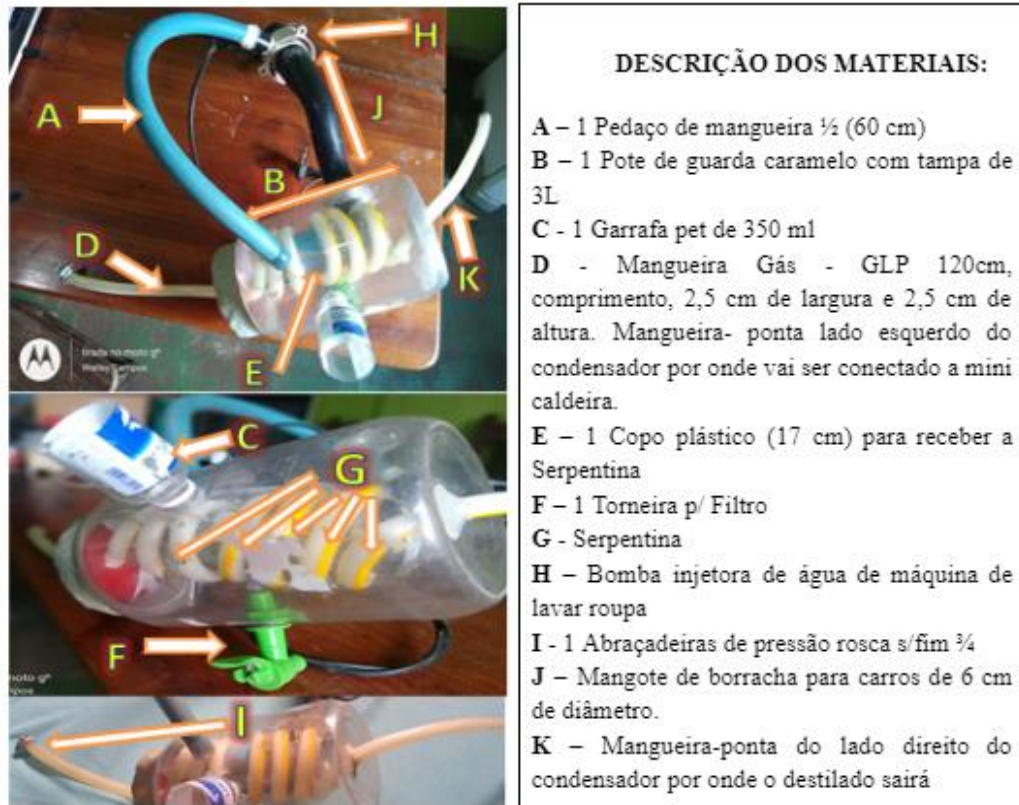 H
A
J
B
D
K
E
tirada no moto g⁶
C
G
F
I
DESCRIÇÃO DOS MATERIAIS:
A – 1 Pedaço de mangueira ½ (60 cm)
B – 1 Pote de guarda caramelo com tampa de
3L
C - 1 Garrafa pet de 350 ml
D - Mangueira Gás - GLP 120cm,
comprimento, 2,5 cm de largura e 2,5 cm de
altura. Mangueira- ponta lado esquerdo do
condensador por onde vai ser conectado a mini
caldeira.
E – 1 Copo plástico (17 cm) para receber a
Serpentina
F – 1 Torneira p/ Filtro
G - Serpentina
H – Bomba injetora de água de máquina de
lavar roupa
I - 1 Abraçadeiras de pressão rosca s/fim ¾
J – Mangote de borracha para carros de 6 cm
de diâmetro.
K – Mangueira-ponta do lado direito do
condensador por onde o destilado sairá